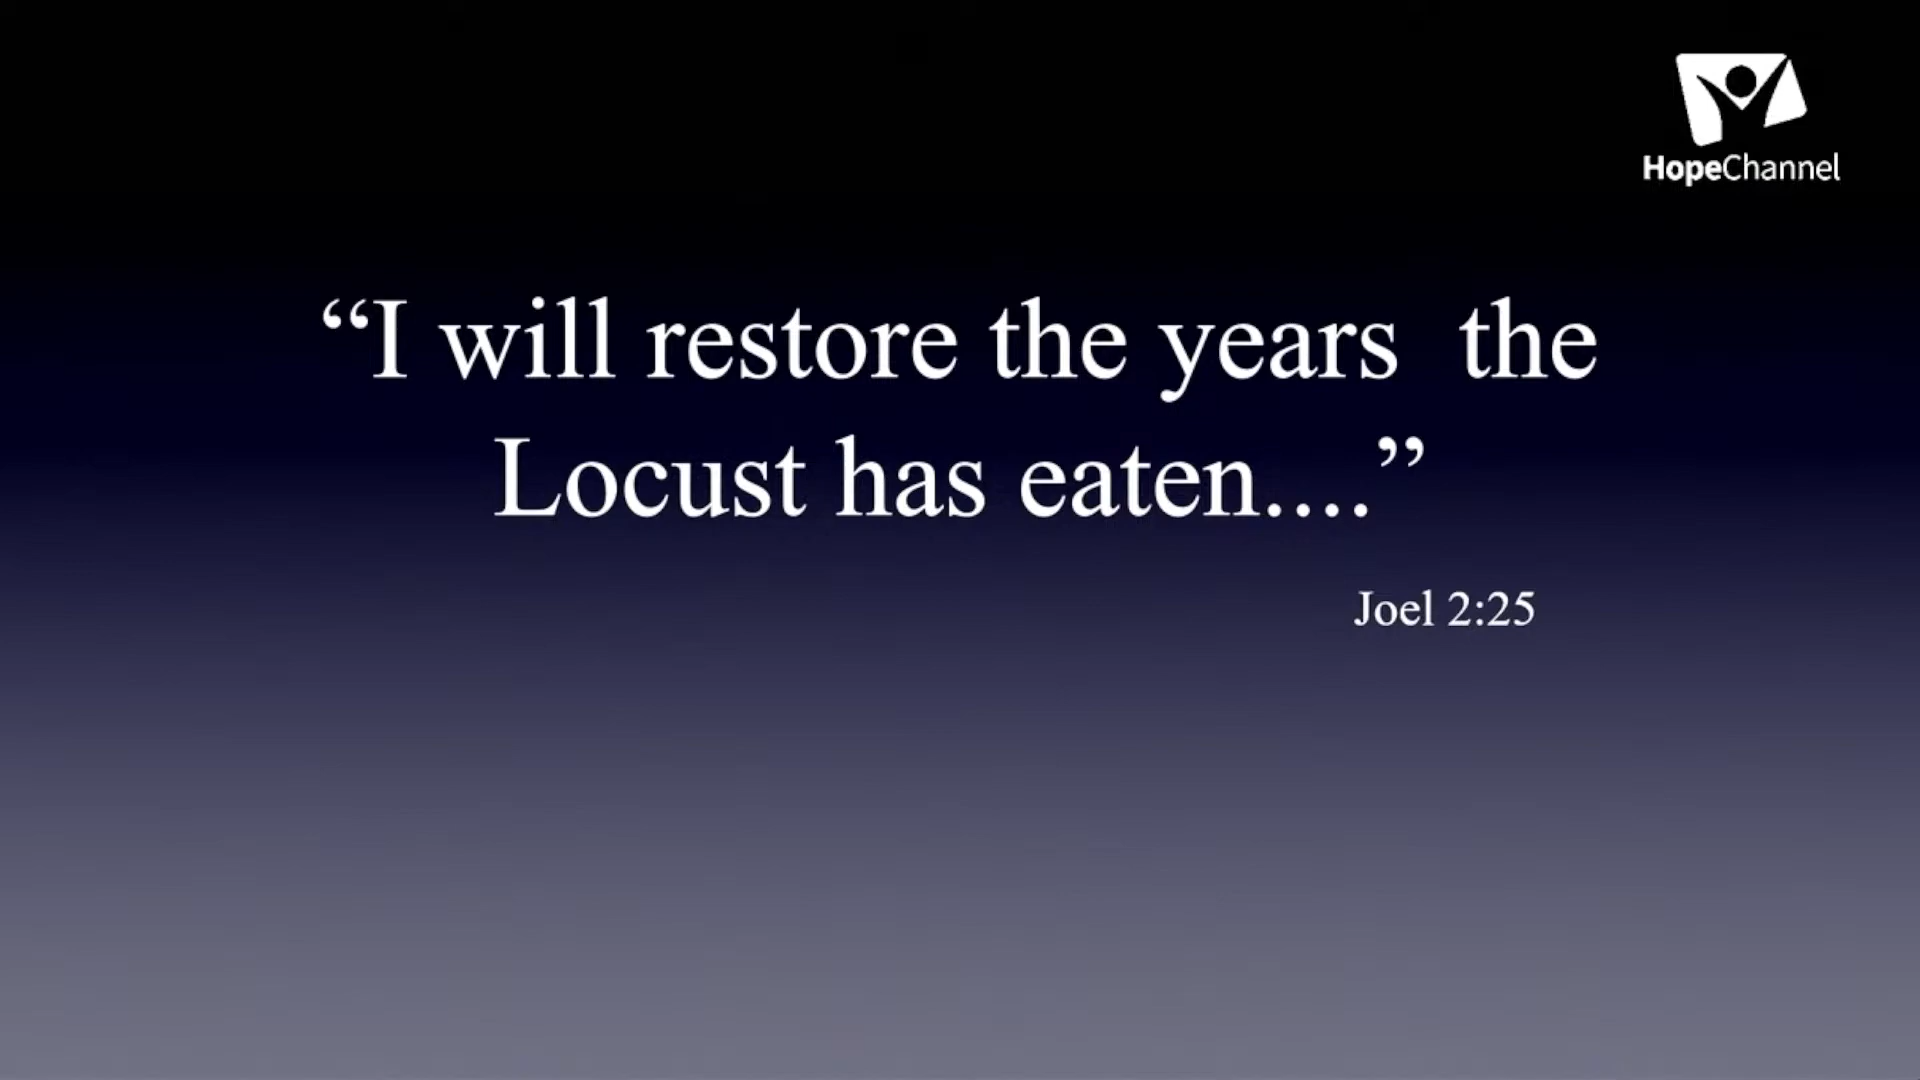 HopeChannel
“I will restore the years  the
Locust has eaten....”
Joel 2:25